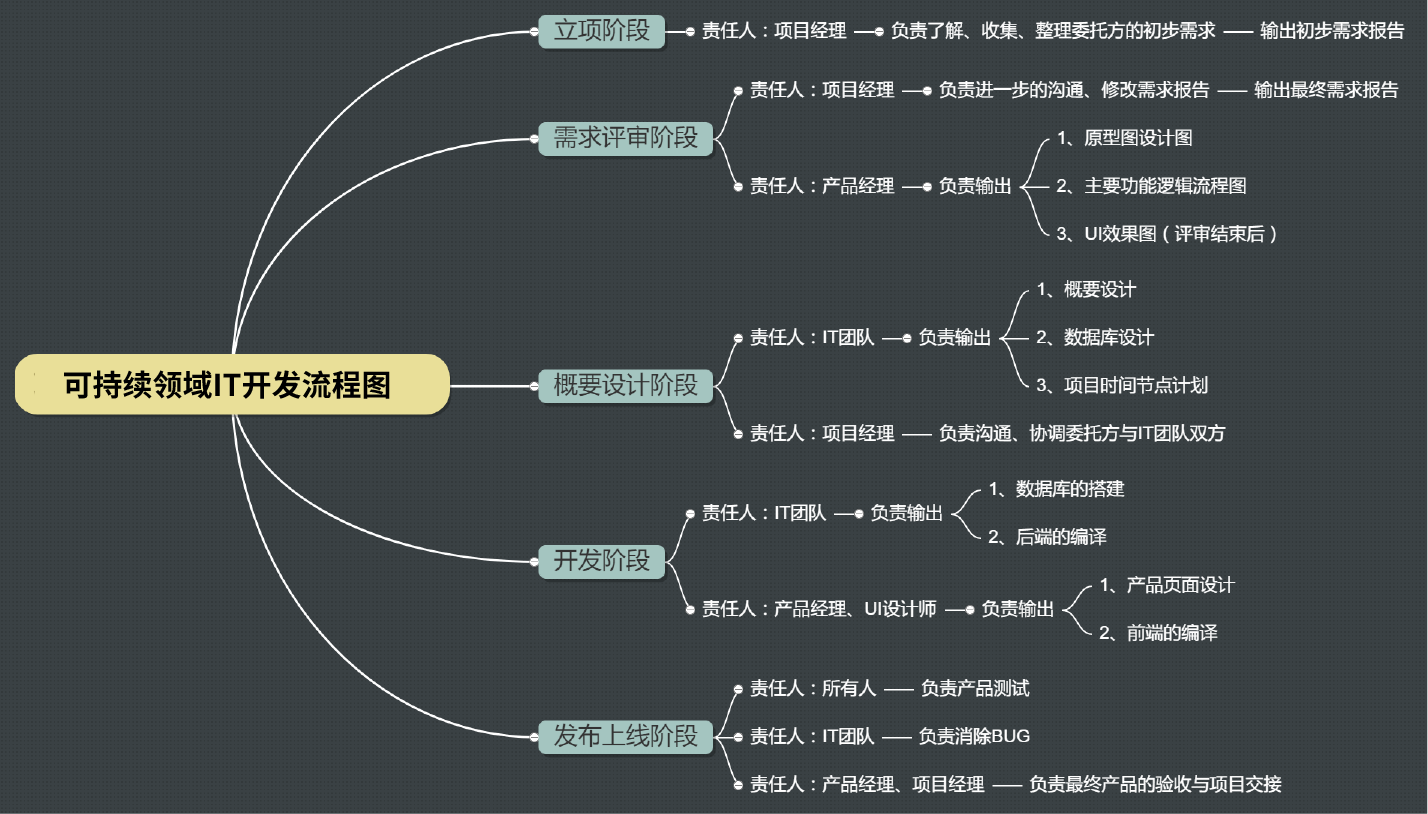 可持续领域IT开发流程图
立项阶段
责任人：项目经理
负责了解、收集、整理委托方的初步需求
输出初步需求报告
需求评审阶段
责任人：项目经理
负责进一步的沟通、修改需求报告
输出最终需求报告
责任人：产品经理
负责输出
1、原型图设计图
2、主要功能逻辑流程图
3、UI效果图（评审结束后）
概要设计阶段
责任人：IT团队
负责输出
1、概要设计
2、数据库设计
3、项目时间节点计划
责任人：项目经理
负责沟通、协调委托方与IT团队双方
开发阶段
责任人：IT团队
负责输出
1、数据库的搭建
2、后端的编译
责任人：产品经理、UI设计师
负责输出
1、产品页面设计
2、前端的编译
发布上线阶段
责任人：所有人
负责产品测试
责任人：IT团队
负责消除BUG
责任人：产品经理、项目经理
负责最终产品的验收与项目交接